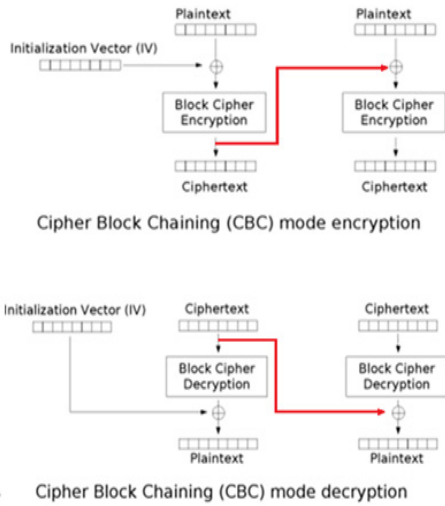 Plaintext Plaintext
Initialization Vector (IV)
Block Cipher Encryption Block Cipher Encryption
Ciphertext Ciphertext
Cipher Block Chaining (CBC) mode encryption
Initialization Vector (IV) Ciphertext Ciphertext
Block Cipher Decryption Block Cipher Decryption
Plaintext Plaintext
Cipher Block Chaining (CBC) mode decryption